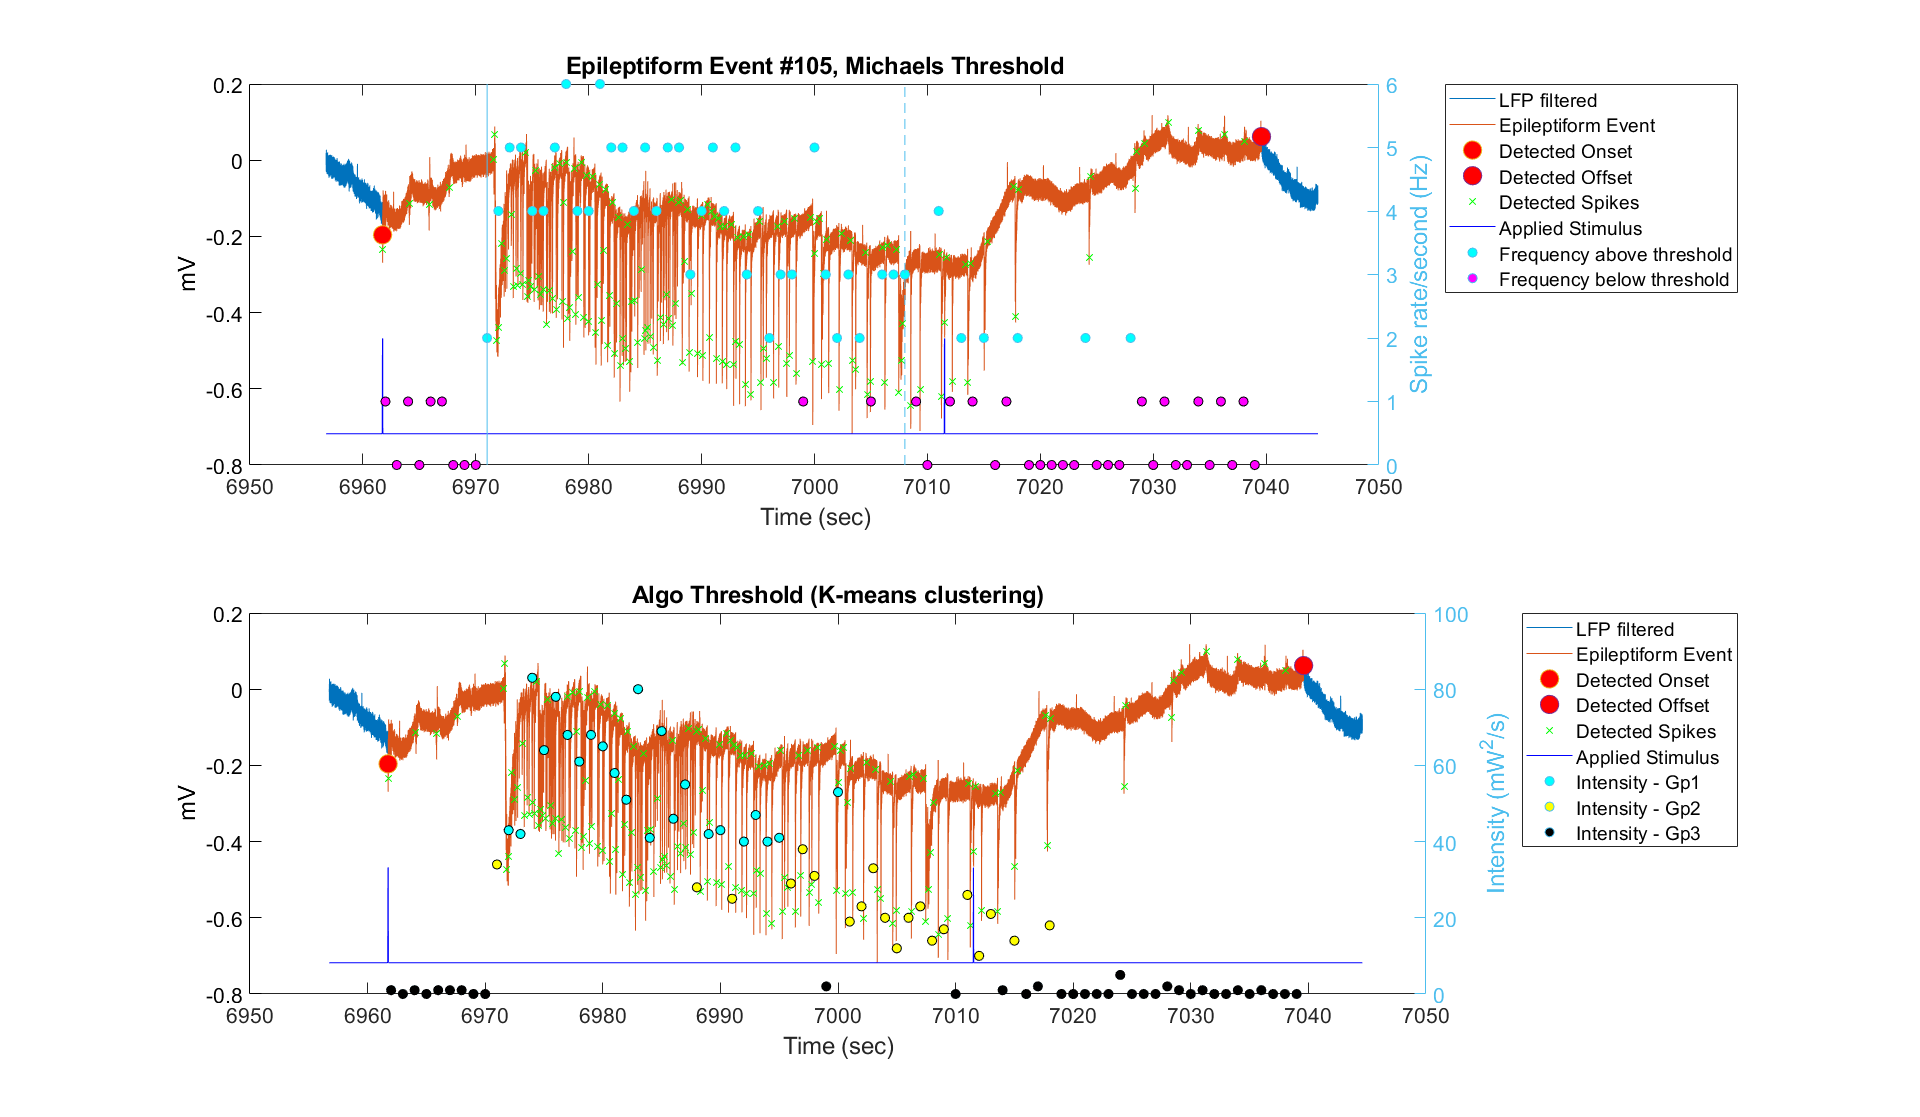 Epileptiform Event #105, Michaels Threshold
0.2
0
-0.2
-0.4
-0.6
-0.8
mV
6
5
4
3
2
1
0
Spike rate/second (Hz)
6950 6960 6970 6980 6990 7000 7010 7020 7030 7040 7050
Time (sec)
LFP filtered
Epileptiform Event
Detected Onset
Detected Offset
Detected Spikes
Applied Stimulus
Frequency above threshold
Frequency below threshold
Algo Threshold (K-means clustering)
0.2
0
-0.2
-0.4
-0.6
-0.8
mV
100
80
60
40
20
0
Intensity (mW²/s)
6950 6960 6970 6980 6990 7000 7010 7020 7030 7040 7050
Time (sec)
LFP filtered
Epileptiform Event
Detected Onset
Detected Offset
Detected Spikes
Applied Stimulus
Intensity - Gp1
Intensity - Gp2
Intensity - Gp3